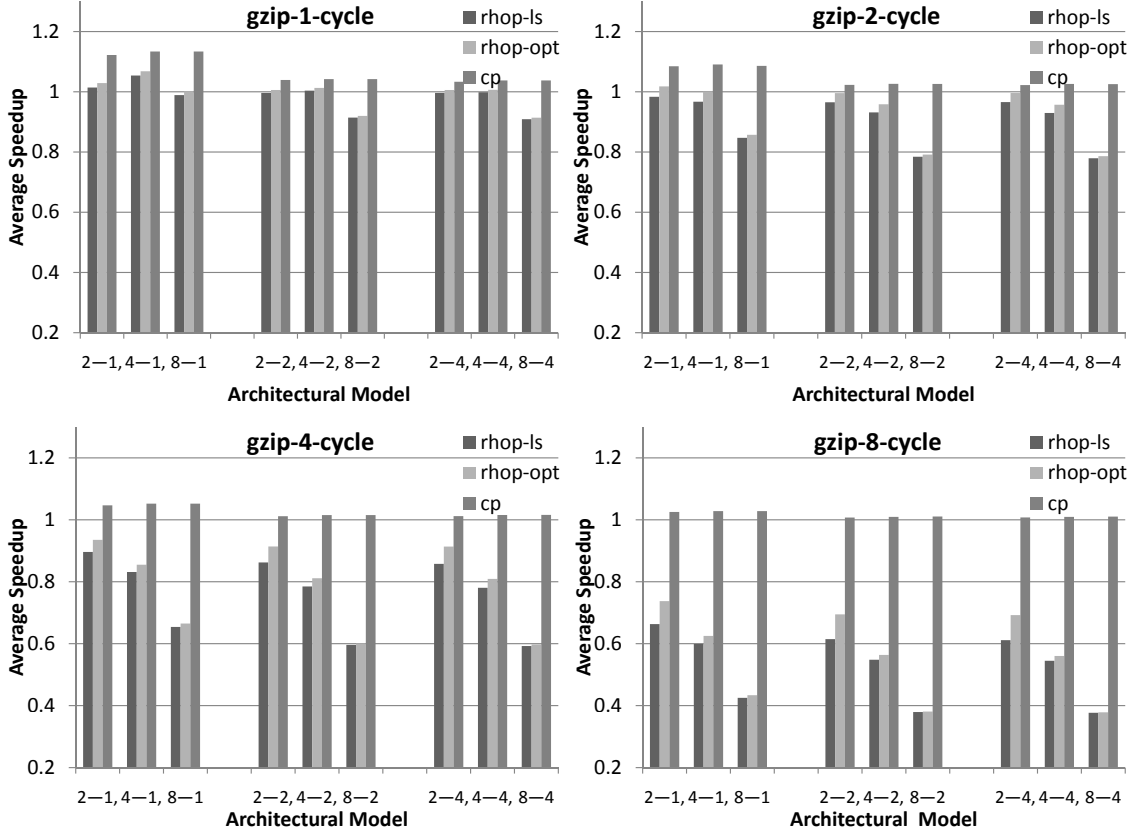 gzip-1-cycle
rhop-ls
rhop-opt
cp
1.2
1
0.8
0.6
0.4
0.2
Average Speedup
2—1, 4—1, 8—1
2—2, 4—2, 8—2
2—4, 4—4, 8—4
Architectural Model
gzip-2-cycle
rhop-ls
rhop-opt
cp
1.2
1
0.8
0.6
0.4
0.2
Average Speedup
2—1, 4—1, 8—1
2—2, 4—2, 8—2
2—4, 4—4, 8—4
Architectural Model
gzip-4-cycle
rhop-ls
rhop-opt
cp
1.2
1
0.8
0.6
0.4
0.2
Average Speedup
2—1, 4—1, 8—1
2—2, 4—2, 8—2
2—4, 4—4, 8—4
Architectural Model
gzip-8-cycle
rhop-ls
rhop-opt
cp
1.2
1
0.8
0.6
0.4
0.2
Average Speedup
2—1, 4—1, 8—1
2—2, 4—2, 8—2
2—4, 4—4, 8—4
Architectural Model